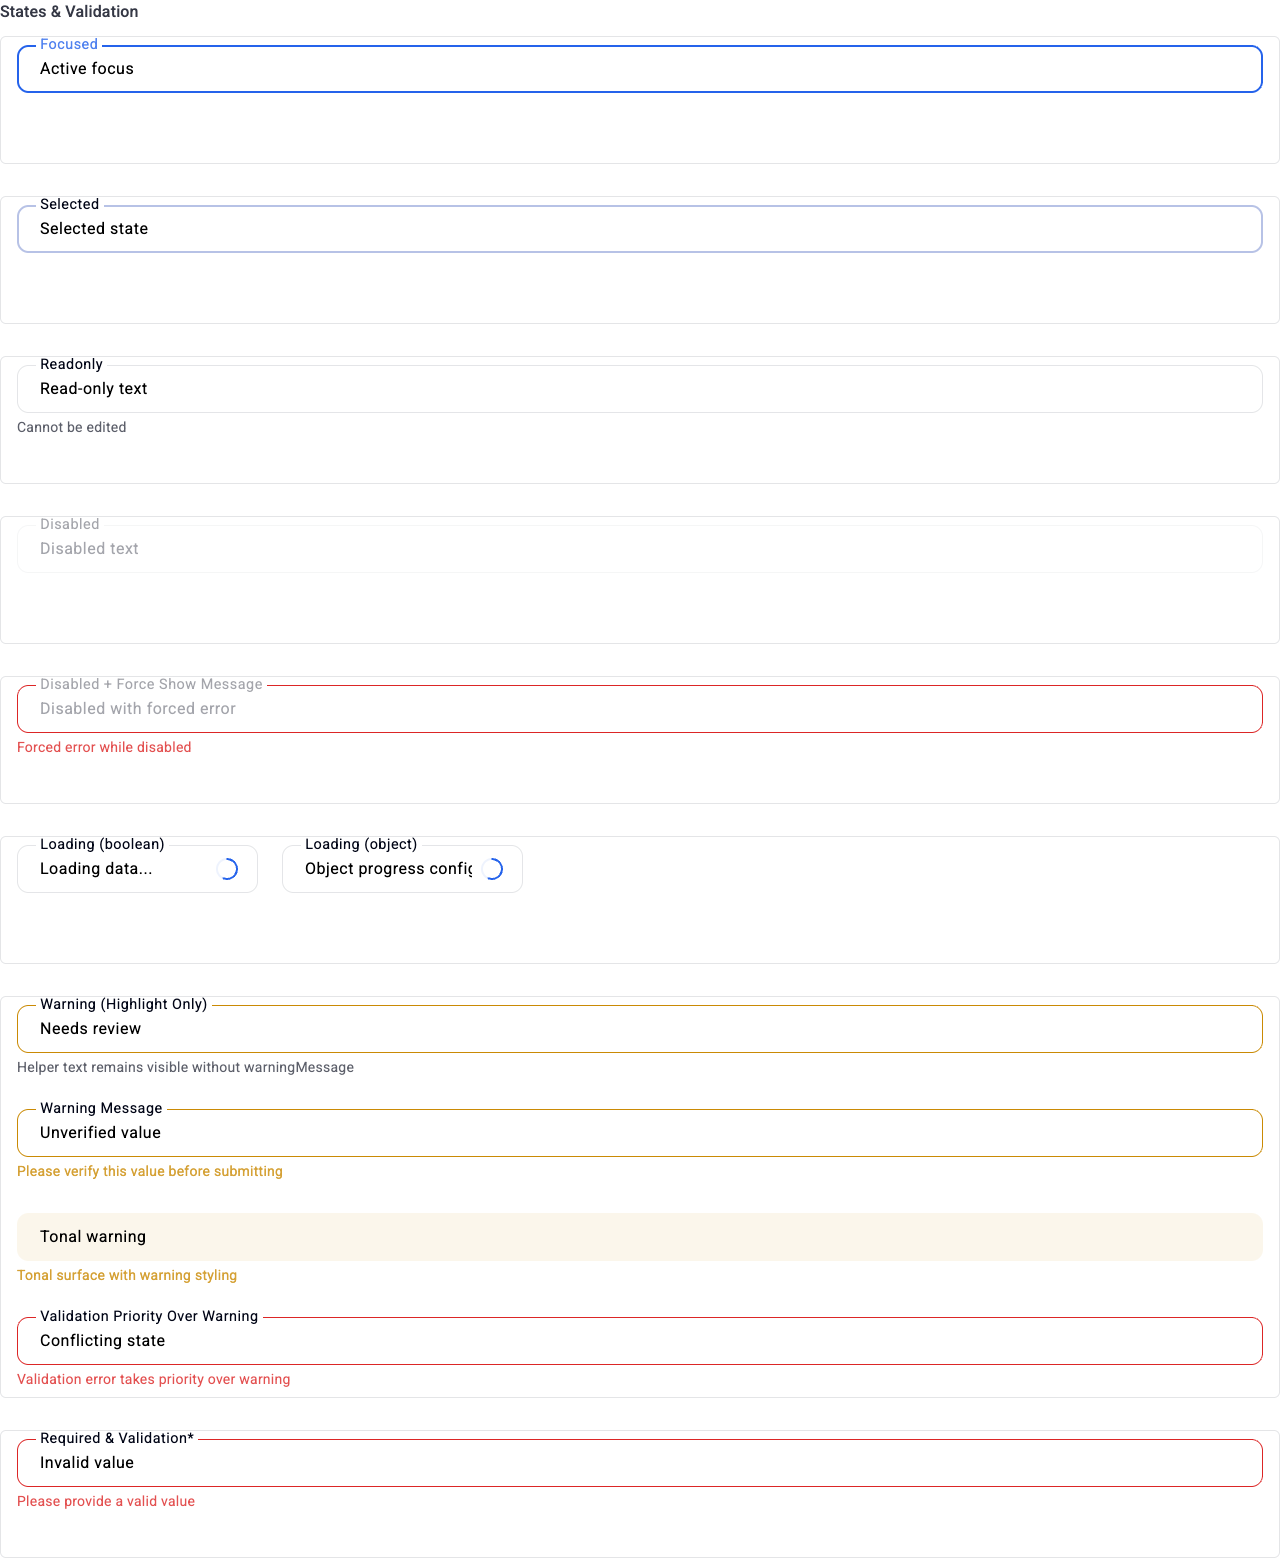 States & Validation
Focused
Active focus
Selected
Selected state
Readonly
Read-only text
Cannot be edited
Disabled
Disabled text
Disabled + Force Show Message
Disabled with forced error
Forced error while disabled
Loading (boolean)
Loading data...
Loading (object)
Object progress config
Warning (Highlight Only)
Needs review
Helper text remains visible without warningMessage
Warning Message
Unverified value
Please verify this value before submitting
Tonal warning
Tonal surface with warning styling
Validation Priority Over Warning
Conflicting state
Validation error takes priority over warning
Required & Validation*
Invalid value
Please provide a valid value